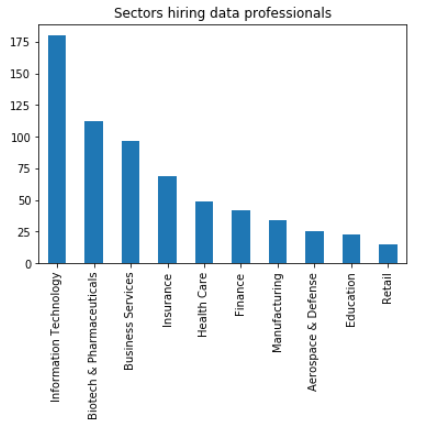 Sectors hiring data professionals
175
150
125
100
75
50
25
0
Information Technology
Biotech & Pharmaceuticals
Business Services
Insurance
Health Care
Finance
Manufacturing
Aerospace & Defense
Education
Retail